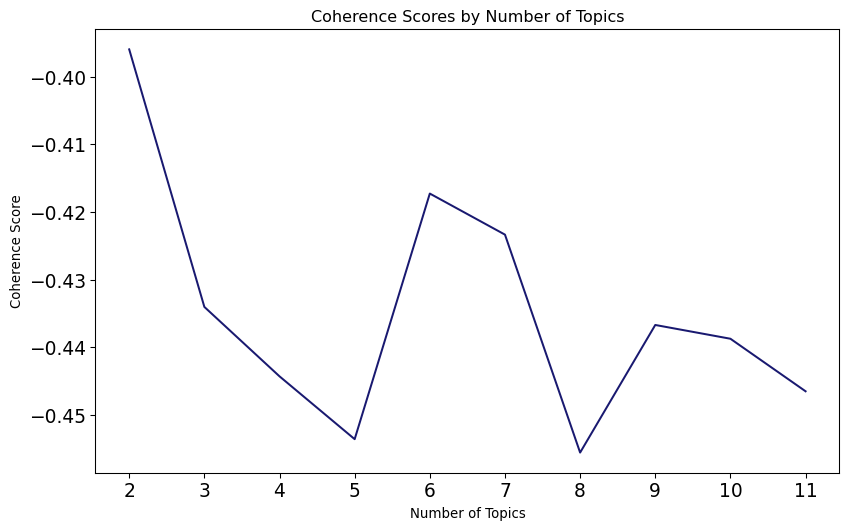 Coherence Scores by Number of Topics
Coherence Score
−0.40
−0.41
−0.42
−0.43
−0.44
−0.45
2 3 4 5 6 7 8 9 10 11
Number of Topics